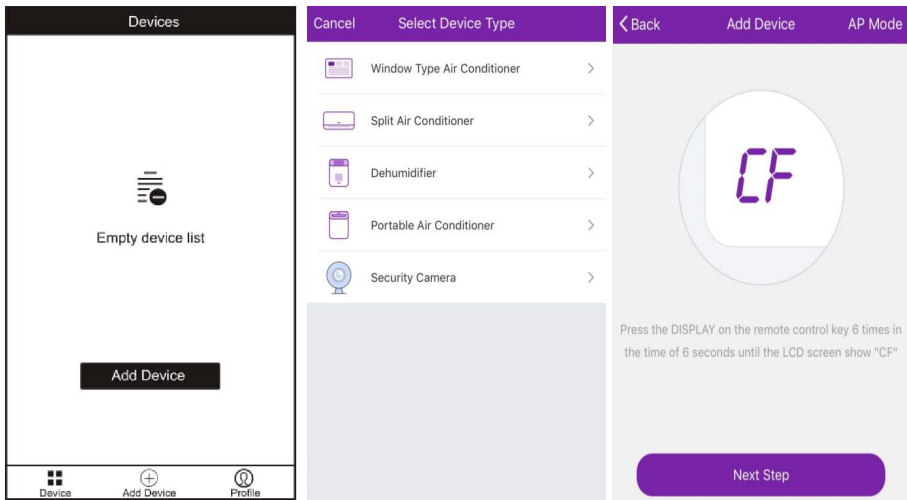 Devices
Empty device list
Add Device
Device
Add Device
Profile
Cancel
Select Device Type
Window Type Air Conditioner
Split Air Conditioner
Dehumidifier
Portable Air Conditioner
Security Camera
Back
Add Device
AP Mode
CF
Press the DISPLAY on the remote control key 6 times in
the time of 6 seconds until the LCD screen show "CF"
Next Step